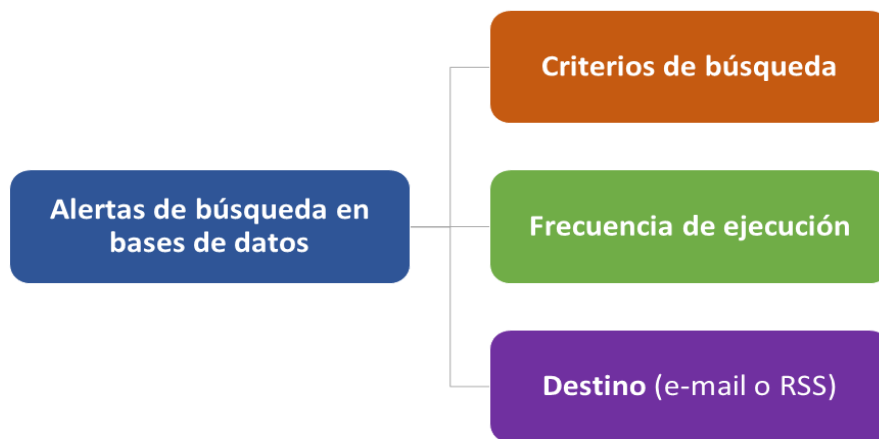 Criterios de búsqueda
Alertas de búsqueda en
bases de datos
Frecuencia de ejecución
Destino (e-mail o RSS)